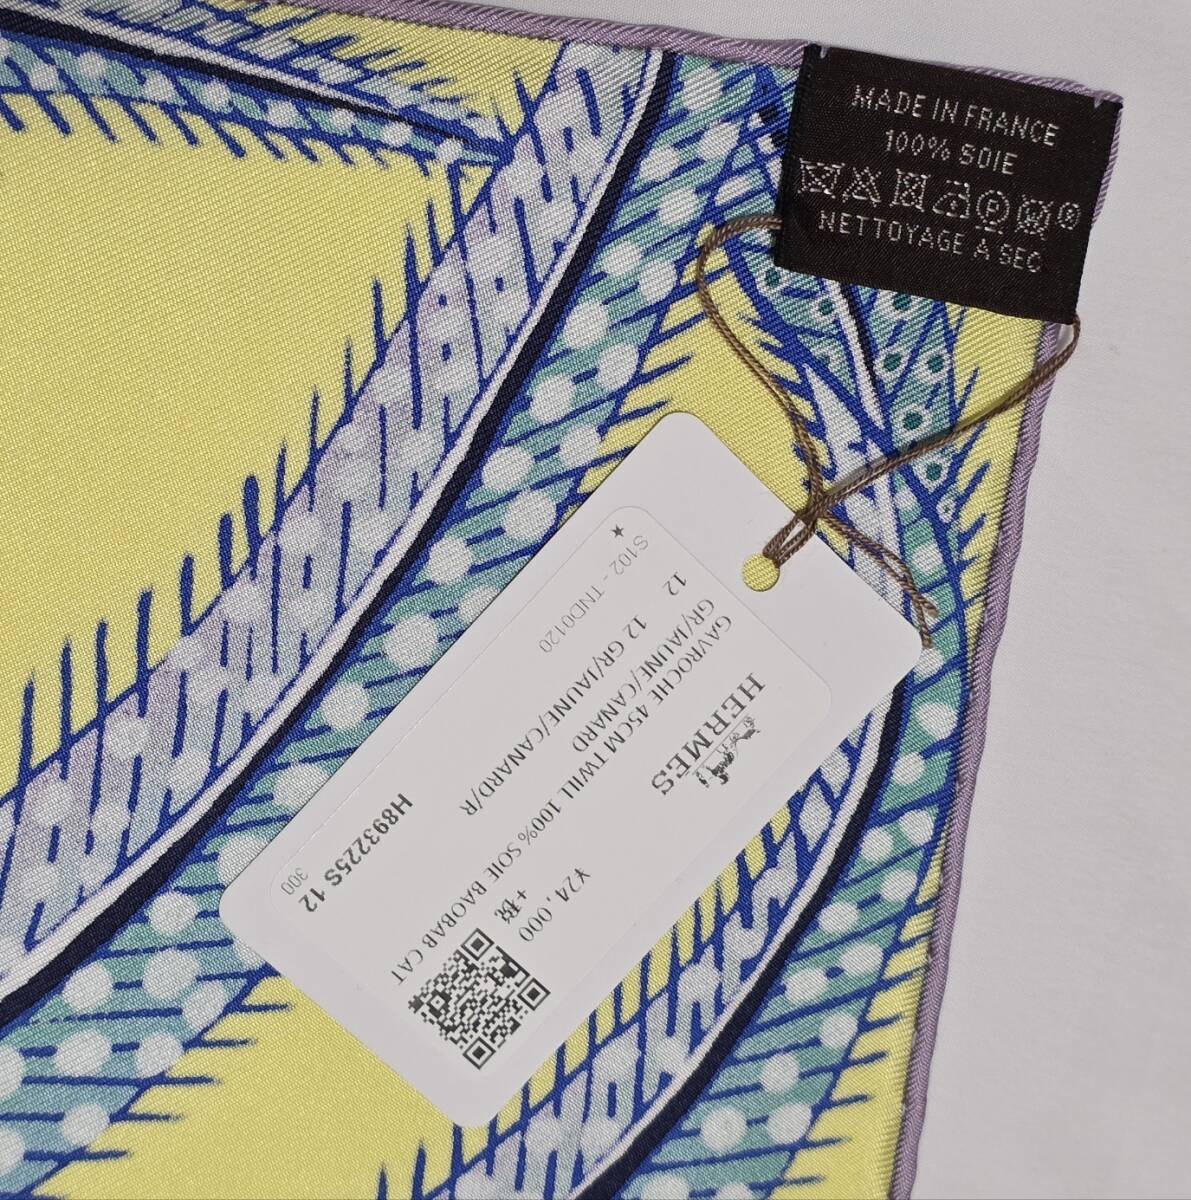 MADE IN FRANCE
100% SOIE
NETTOYAGE A SEC
HERMES
GAVROCHE 45CM TWILL 100% SOIE BAOBAB CAT
GR/JAUNE/CANARD
12
12 GR/JAUNE/CANARD/R
S102 - TND0120
★
¥24,000
+税
H893225S 12
300